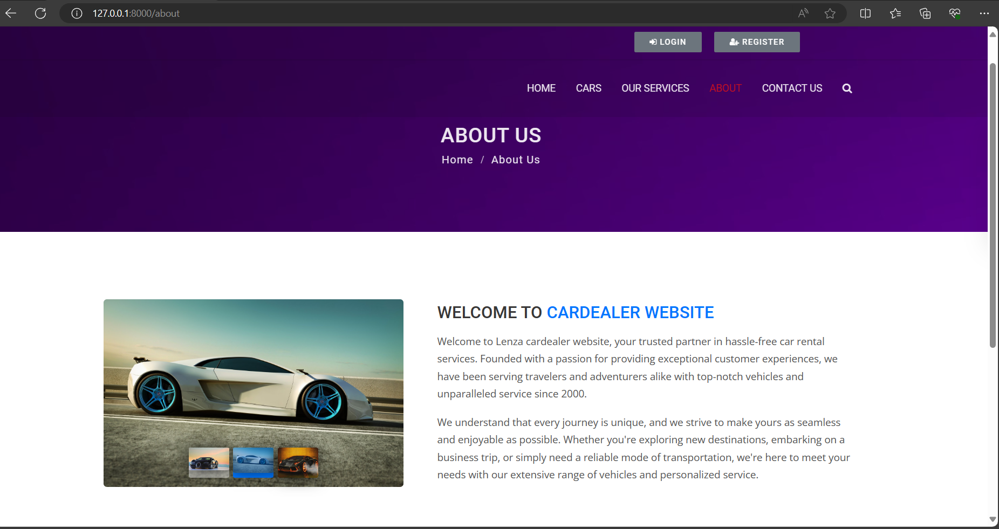 127.0.0.1:8000/about
LOGIN
REGISTER
HOME
CARS
OUR SERVICES
ABOUT
CONTACT US
ABOUT US
Home / About Us
WELCOME TO CARDEALER WEBSITE
Welcome to Lenza cardealer website, your trusted partner in hassle-free car rental
services. Founded with a passion for providing exceptional customer experiences, we
have been serving travelers and adventurers alike with top-notch vehicles and
unparalleled service since 2000.
We understand that every journey is unique, and we strive to make yours as seamless
and enjoyable as possible. Whether you're exploring new destinations, embarking on a
business trip, or simply need a reliable mode of transportation, we're here to meet your
needs with our extensive range of vehicles and personalized service.